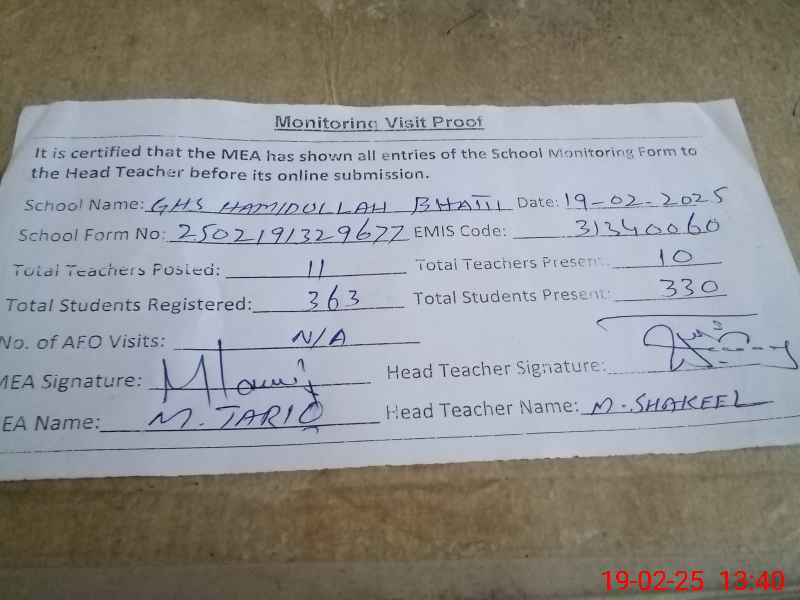 Monitoring Visit Proof
It is certified that the MEA has shown all entries of the School Monitoring Form to
the Head Teacher before its online submission.
School Name: GHS HAMIDULLAH BHATTI Date: 19-02-2025
School Form No: 2502191329677 EMIS Code: 31340060
Total Teachers Posted: 11 Total Teachers Present: 10
Total Students Registered: 363 Total Students Present: 330
No. of AFO Visits: N/A
MEA Signature: Head Teacher Signature:
EA Name: M. TARIQ Head Teacher Name: M. SHAKEEL
19-02-25 13:40